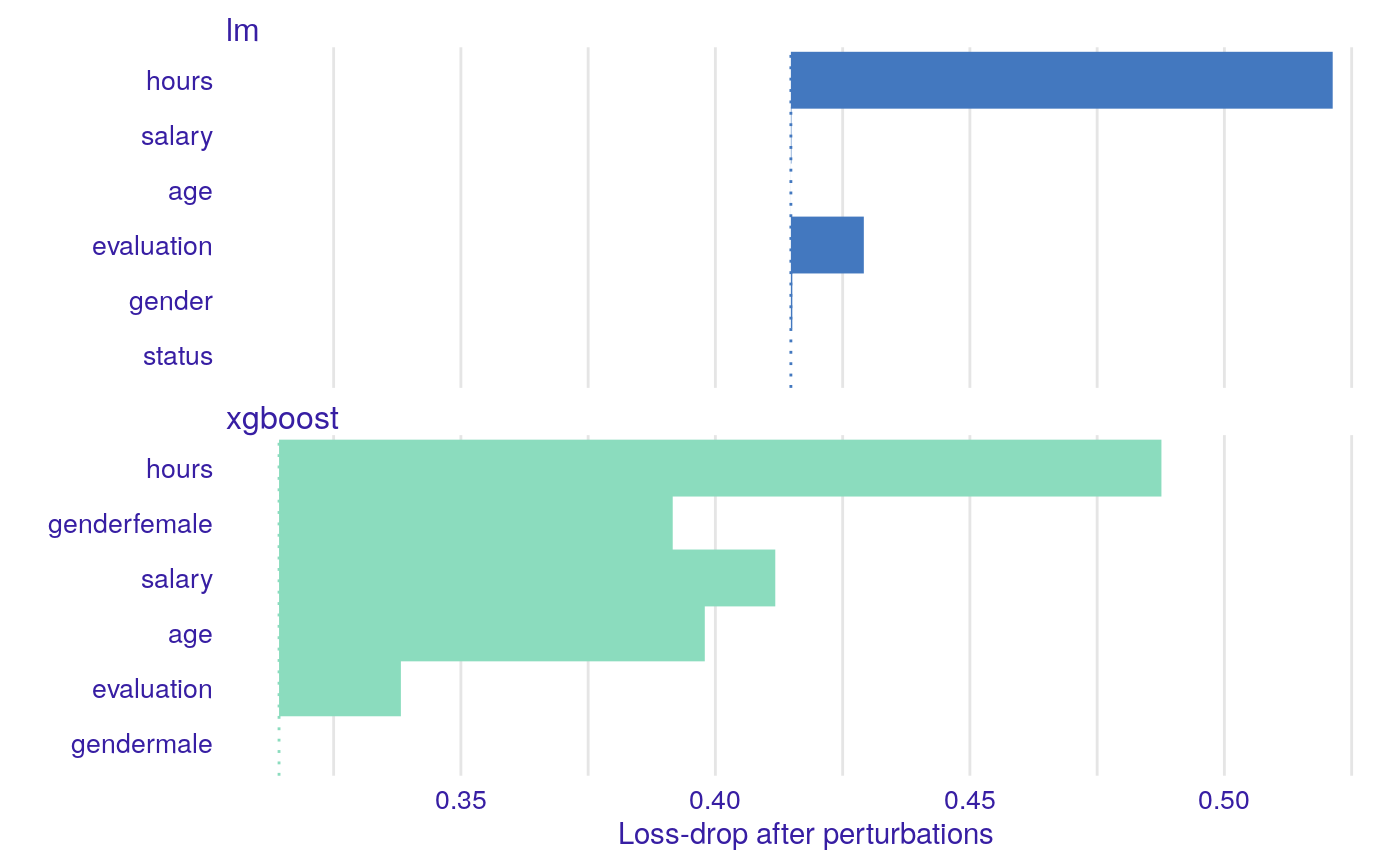 lm
hours
salary
age
evaluation
gender
status
xgboost
hours
genderfemale
salary
age
evaluation
gendermale
0.35 0.40 0.45 0.50
Loss-drop after perturbations